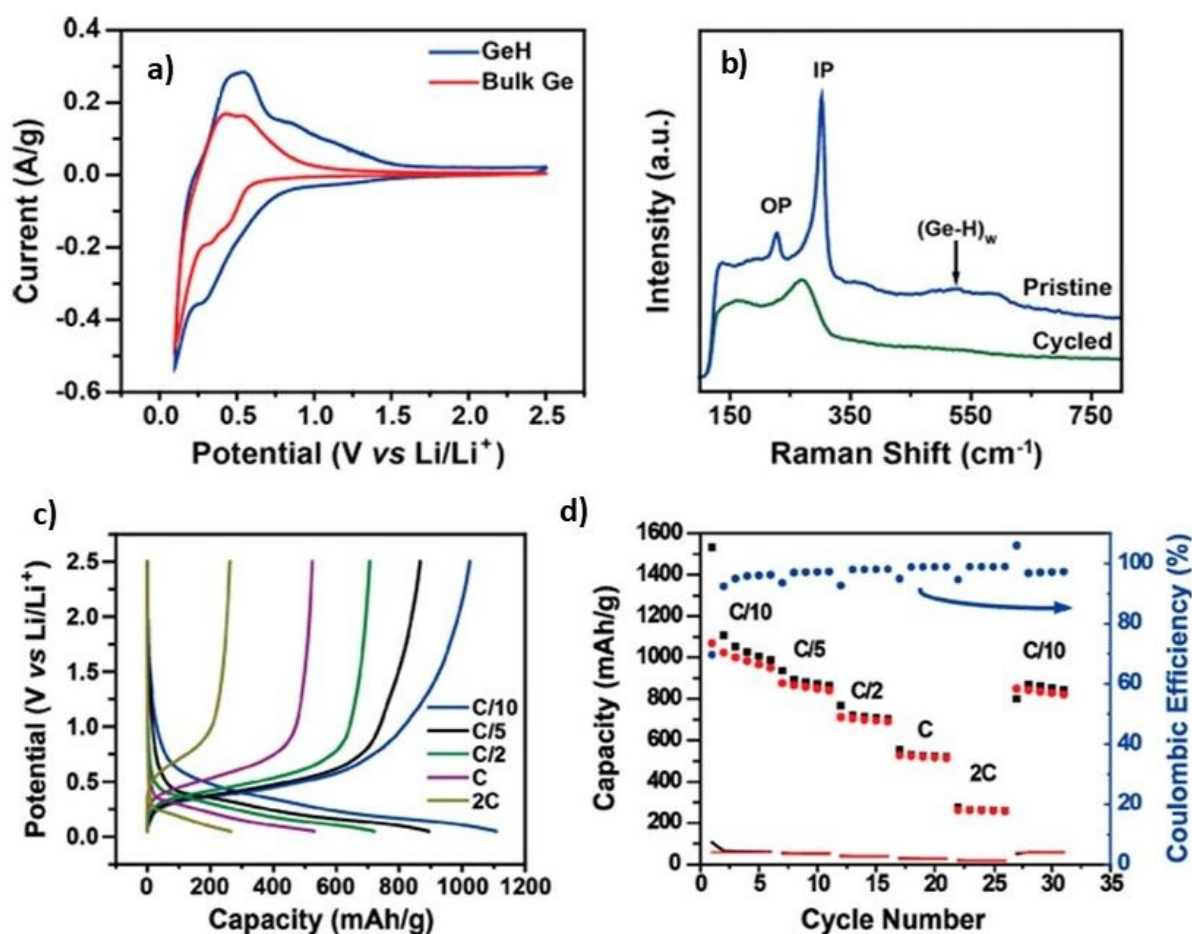 a)
GeH
Bulk Ge
0.4
0.2
0.0
-0.2
-0.4
-0.6
Current (A/g)
0.0 0.5 1.0 1.5 2.0 2.5
Potential (V vs Li/Li⁺)
b)
IP
OP
(Ge-H)w
Pristine
Cycled
Intensity (a.u.)
150 350 550 750
Raman Shift (cm⁻¹)
c)
2.5
2.0
1.5
1.0
0.5
0.0
Potential (V vs Li/Li⁺)
C/10
C/5
C/2
C
2C
0 200 400 600 800 1000 1200
Capacity (mAh/g)
d)
1600
1400
1200
1000
800
600
400
200
0
Capacity (mAh/g)
C/10
C/5
C/2
C
2C
C/10
100
80
60
40
20
0
Coulombic Efficiency (%)
0 5 10 15 20 25 30 35
Cycle Number